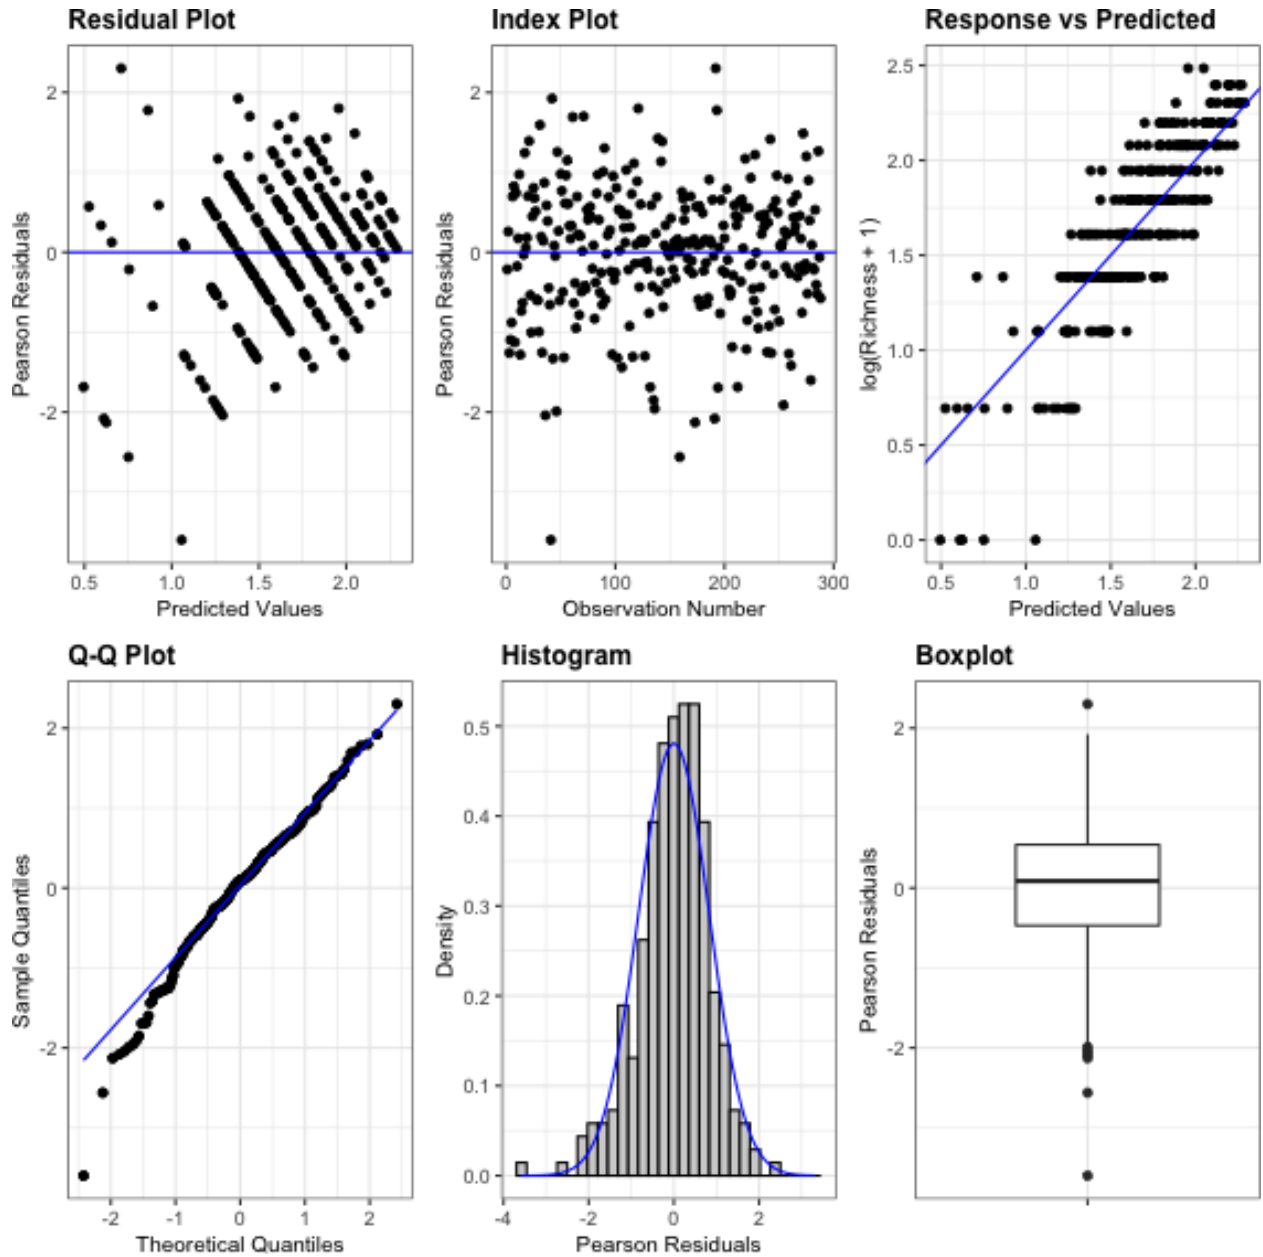 Residual Plot
Pearson Residuals
2
0
-2
0.5 1.0 1.5 2.0
Predicted Values
Index Plot
Pearson Residuals
2
0
-2
0 100 200 300
Observation Number
Response vs Predicted
log(Richness + 1)
2.5
2.0
1.5
1.0
0.5
0.0
0.5 1.0 1.5 2.0
Predicted Values
Q-Q Plot
Sample Quantiles
2
0
-2
-2 -1 0 1 2
Theoretical Quantiles
Histogram
Density
0.5
0.4
0.3
0.2
0.1
0.0
-4 -2 0 2
Pearson Residuals
Boxplot
Pearson Residuals
2
0
-2